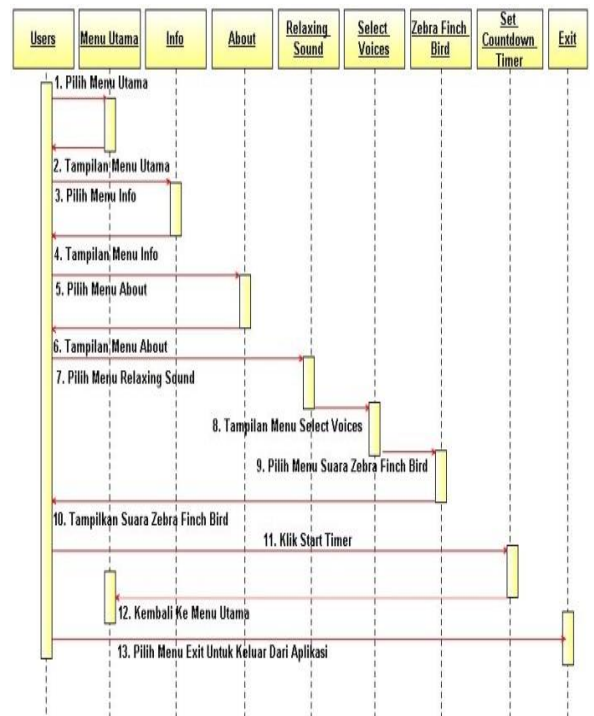 Users
Menu Utama
Info
About
Relaxing
Sound
Select
Voices
Zebra Finch
Bird
Set
Countdown
Timer
Exit
1. Pilih Menu Utama
2. Tampilan Menu Utama
3. Pilih Menu Info
4. Tampilan Menu Info
5. Pilih Menu About
6. Tampilan Menu About
7. Pilih Menu Relaxing Sound
8. Tampilan Menu Select Voices
9. Pilih Menu Suara Zebra Finch Bird
10. Tampilkan Suara Zebra Finch Bird
11. Klik Start Timer
12. Kembali Ke Menu Utama
13. Pilih Menu Exit Untuk Keluar Dari Aplikasi